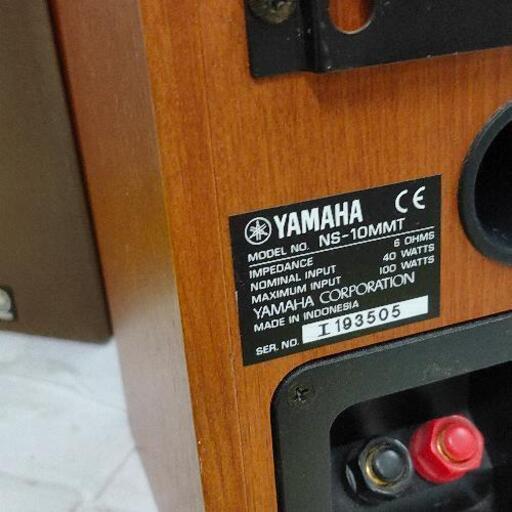 YAMAHA CE
MODEL NO. NS-10MMT
IMPEDANCE 6 OHMS
NOMINAL INPUT 40 WATTS
MAXIMUM INPUT 100 WATTS
YAMAHA CORPORATION
MADE IN INDONESIA
SER. NO. I193505